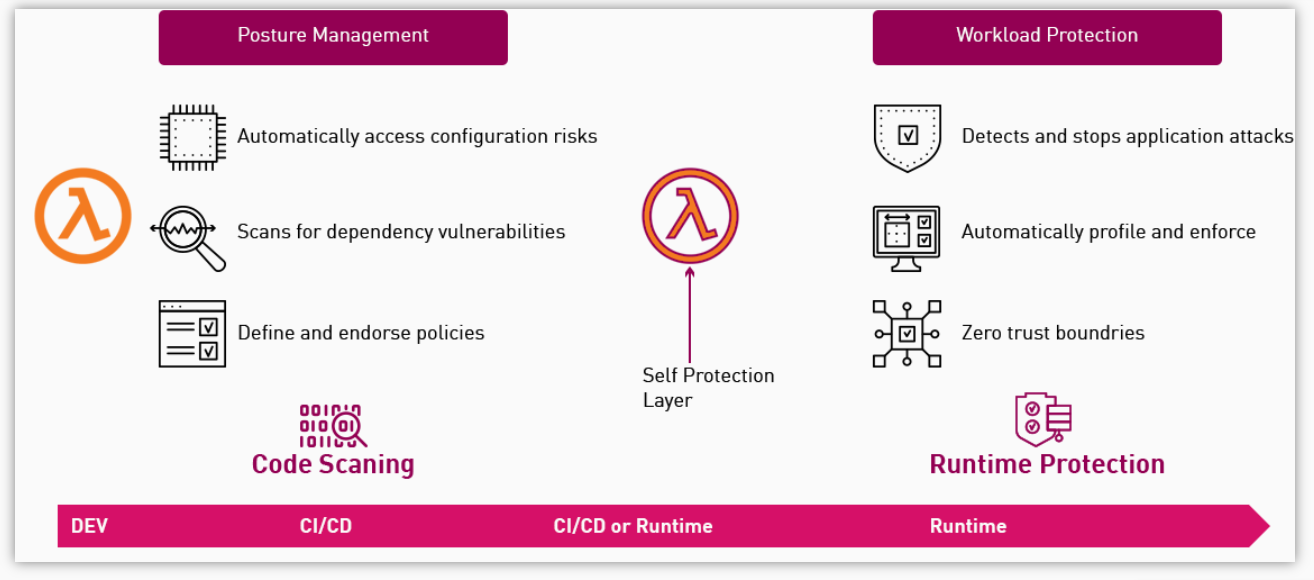 Posture Management
Workload Protection
Automatically access configuration risks
Detects and stops application attacks
Scans for dependency vulnerabilities
Automatically profile and enforce
Define and endorse policies
Zero trust boundries
Self Protection
Layer
Code Scaning
Runtime Protection
DEV
CI/CD
CI/CD or Runtime
Runtime